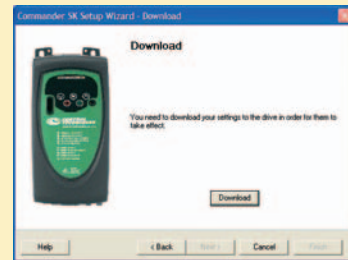 Commander SK Setup Wizard - Download
Download
You need to download your settings to the drive in order for them to
take effect.
Download
Help
< Back
Next >
Cancel
Finish